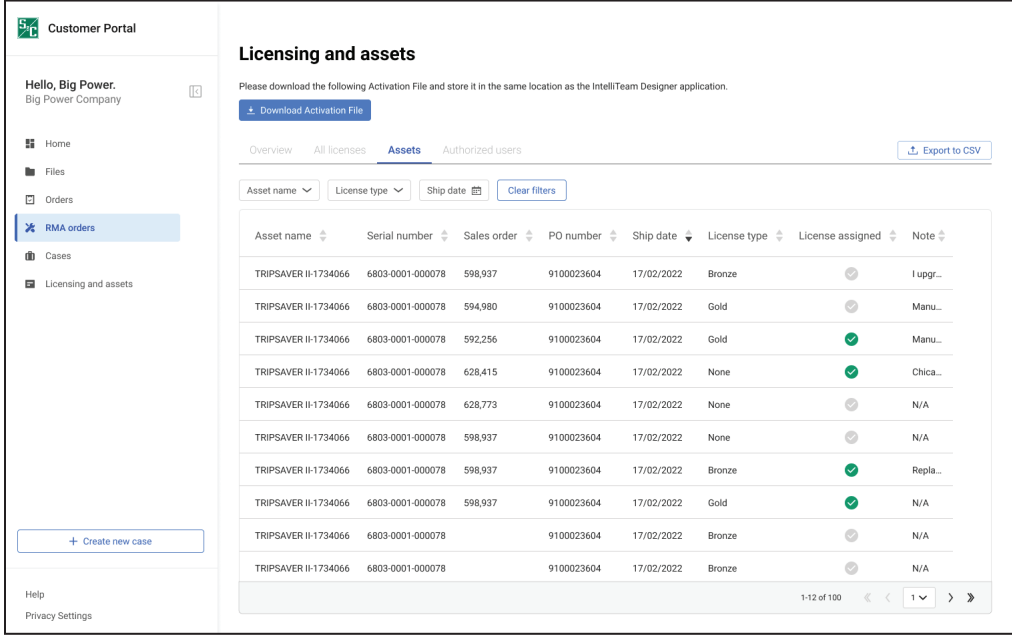 S&C Customer Portal
Hello, Big Power.
Big Power Company
Home
Files
Orders
RMA orders
Cases
Licensing and assets
+ Create new case
Help
Privacy Settings
Licensing and assets
Please download the following Activation File and store it in the same location as the IntelliTeam Designer application.
Download Activation File
Overview All licenses Assets Authorized users Export to CSV
Asset name License type Ship date Clear filters
Asset name Serial number Sales order PO number Ship date License type License assigned Note
TRIPSAVER II-1734066 6803-0001-000078 598,937 9100023604 17/02/2022 Bronze I upgr...
TRIPSAVER II-1734066 6803-0001-000078 594,980 9100023604 17/02/2022 Gold Manu...
TRIPSAVER II-1734066 6803-0001-000078 592,256 9100023604 17/02/2022 Gold Manu...
TRIPSAVER II-1734066 6803-0001-000078 628,415 9100023604 17/02/2022 None Chica...
TRIPSAVER II-1734066 6803-0001-000078 628,773 9100023604 17/02/2022 None N/A
TRIPSAVER II-1734066 6803-0001-000078 598,937 9100023604 17/02/2022 None N/A
TRIPSAVER II-1734066 6803-0001-000078 598,937 9100023604 17/02/2022 Bronze Repla...
TRIPSAVER II-1734066 6803-0001-000078 598,937 9100023604 17/02/2022 Gold N/A
TRIPSAVER II-1734066 6803-0001-000078 9100023604 17/02/2022 Bronze N/A
TRIPSAVER II-1734066 6803-0001-000078 9100023604 17/02/2022 Bronze N/A
1-12 of 100 1